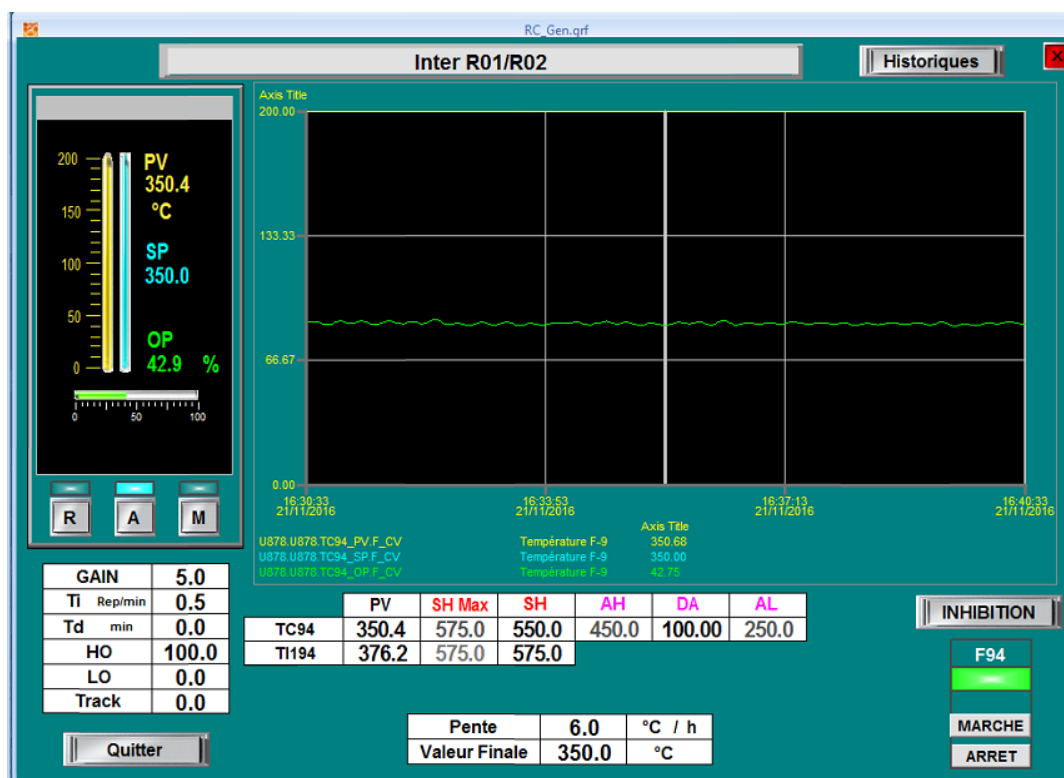 RC_Gen.qrf
Inter R01/R02
Historiques
X
Axis Title
200.00
133.33
66.67
0.00
16:30:33 16:33:53 16:37:13 16:40:33
21/11/2016 21/11/2016 21/11/2016 21/11/2016
Axis Title
U878.U878.TC94_PV.F_CV Température F-9 350.68
U878.U878.TC94_SP.F_CV Température F-9 350.00
U878.U878.TC94_OP.F_CV Température F-9 42.75
200
150
100
50
0
PV
350.4
°C
SP
350.0
OP
42.9 %
0 50 100
R A M
GAIN 5.0
Ti Rep/min 0.5
Td min 0.0
HO 100.0
LO 0.0
Track 0.0
Quitter
PV SH Max SH AH DA AL
TC94 350.4 575.0 550.0 450.0 100.00 250.0
TI194 376.2 575.0 575.0
Pente 6.0 °C / h
Valeur Finale 350.0 °C
INHIBITION
F94
MARCHE
ARRET